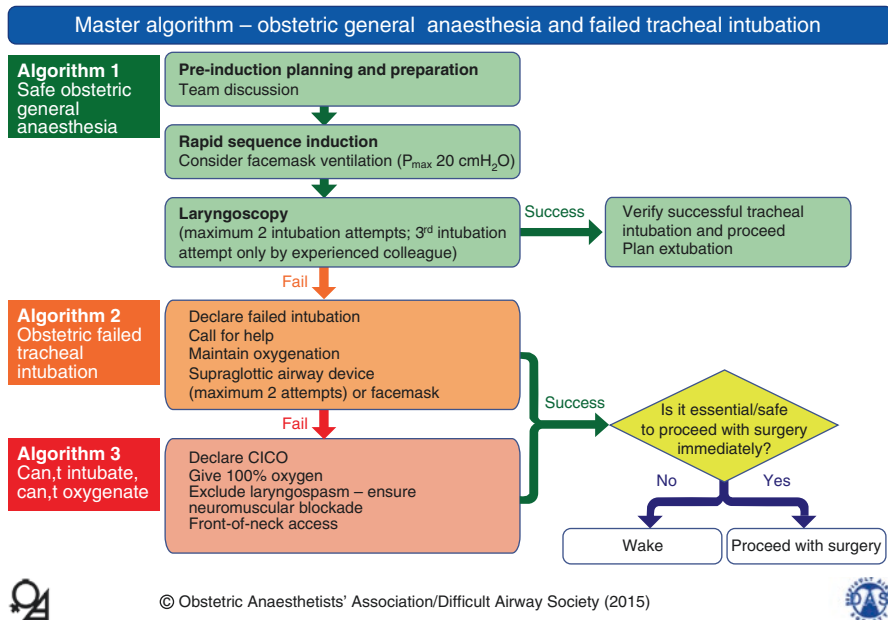 Master algorithm – obstetric general anaesthesia and failed tracheal intubation
Algorithm 1
Safe obstetric
general
anaesthesia
Pre-induction planning and preparation
Team discussion
Rapid sequence induction
Consider facemask ventilation (Pmax 20 cmH2O)
Laryngoscopy
(maximum 2 intubation attempts; 3rd intubation
attempt only by experienced colleague)
Success
Verify successful tracheal
intubation and proceed
Plan extubation
Fail
Algorithm 2
Obstetric failed
tracheal
intubation
Declare failed intubation
Call for help
Maintain oxygenation
Supraglottic airway device
(maximum 2 attempts) or facemask
Success
Is it essential/safe
to proceed with surgery
immediately?
Fail
Algorithm 3
Can,t intubate,
can,t oxygenate
Declare CICO
Give 100% oxygen
Exclude laryngospasm – ensure
neuromuscular blockade
Front-of-neck access
No
Yes
Wake
Proceed with surgery
© Obstetric Anaesthetists' Association/Difficult Airway Society (2015)
DAS